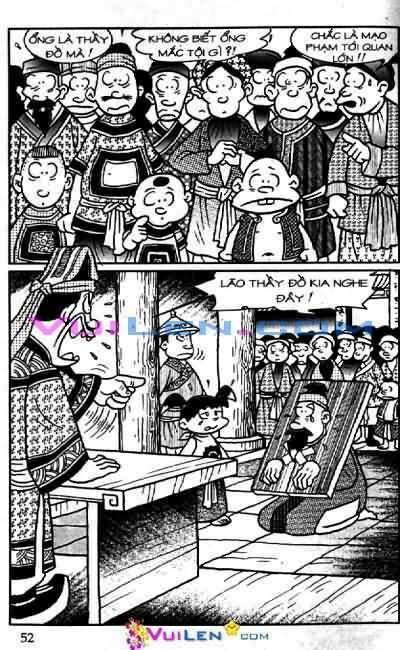 ỔNG LÀ THẦY
ĐỒ MÀ !
KHÔNG BIẾT ỔNG
MẮC TỘI GÌ ?!
CHẮC LÀ MẠO
PHẠM TỚI QUAN
LỚN !!
LÃO THẦY ĐỒ KIA NGHE
ĐÂY !
VUILEN.COM
52
VUILEN.COM